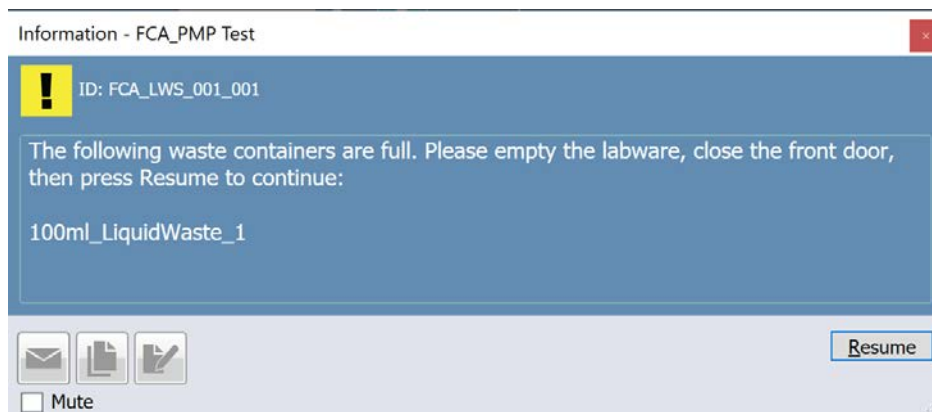 Information - FCA_PMP Test
ID: FCA_LWS_001_001
The following waste containers are full. Please empty the labware, close the front door,
then press Resume to continue:
100ml_LiquidWaste_1
Resume
Mute